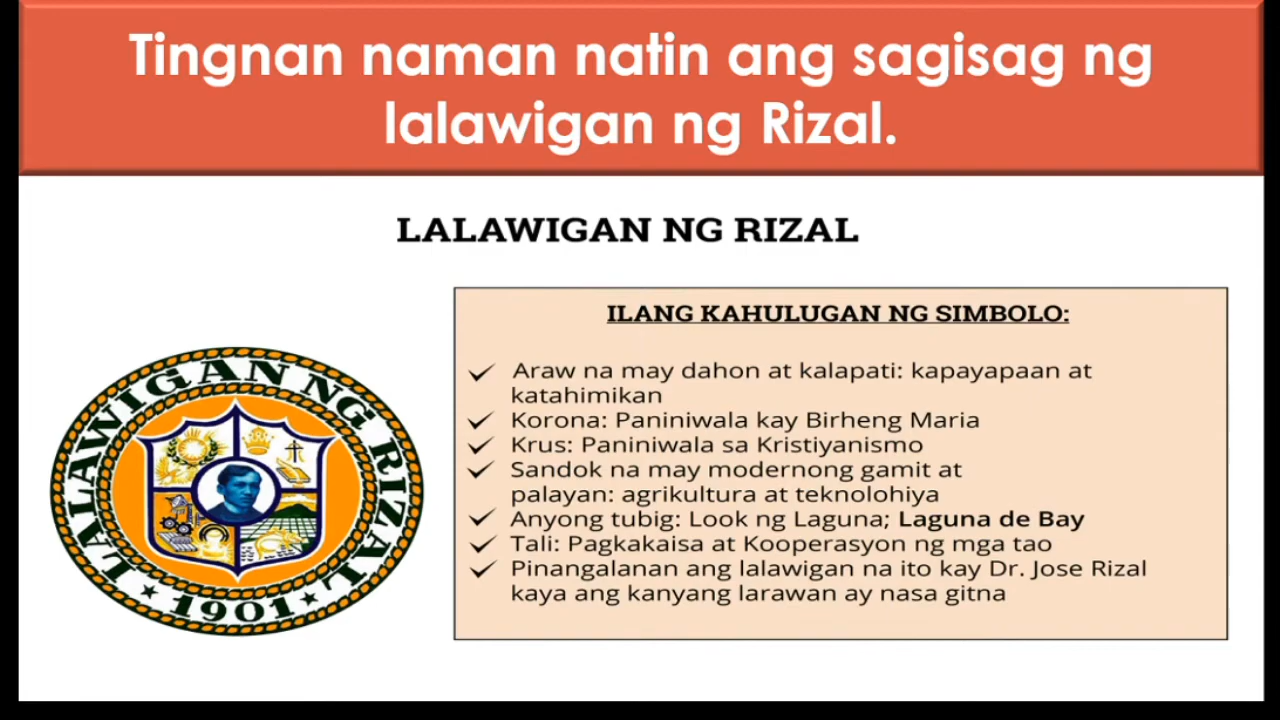 Tingnan naman natin ang sagisag ng
lalawigan ng Rizal.
LALAWIGAN NG RIZAL
LALAWIGAN NG RIZAL
1901
ILANG KAHULUGAN NG SIMBOLO:
Araw na may dahon at kalapati: kapayapaan at
katahimikan
Korona: Paniniwala kay Birheng Maria
Krus: Paniniwala sa Kristiyanismo
Sandok na may modernong gamit at
palayan: agrikultura at teknolohiya
Anyong tubig: Look ng Laguna; Laguna de Bay
Tali: Pagkakaisa at Kooperasyon ng mga tao
Pinangalanan ang lalawigan na ito kay Dr. Jose Rizal
kaya ang kanyang larawan ay nasa gitna